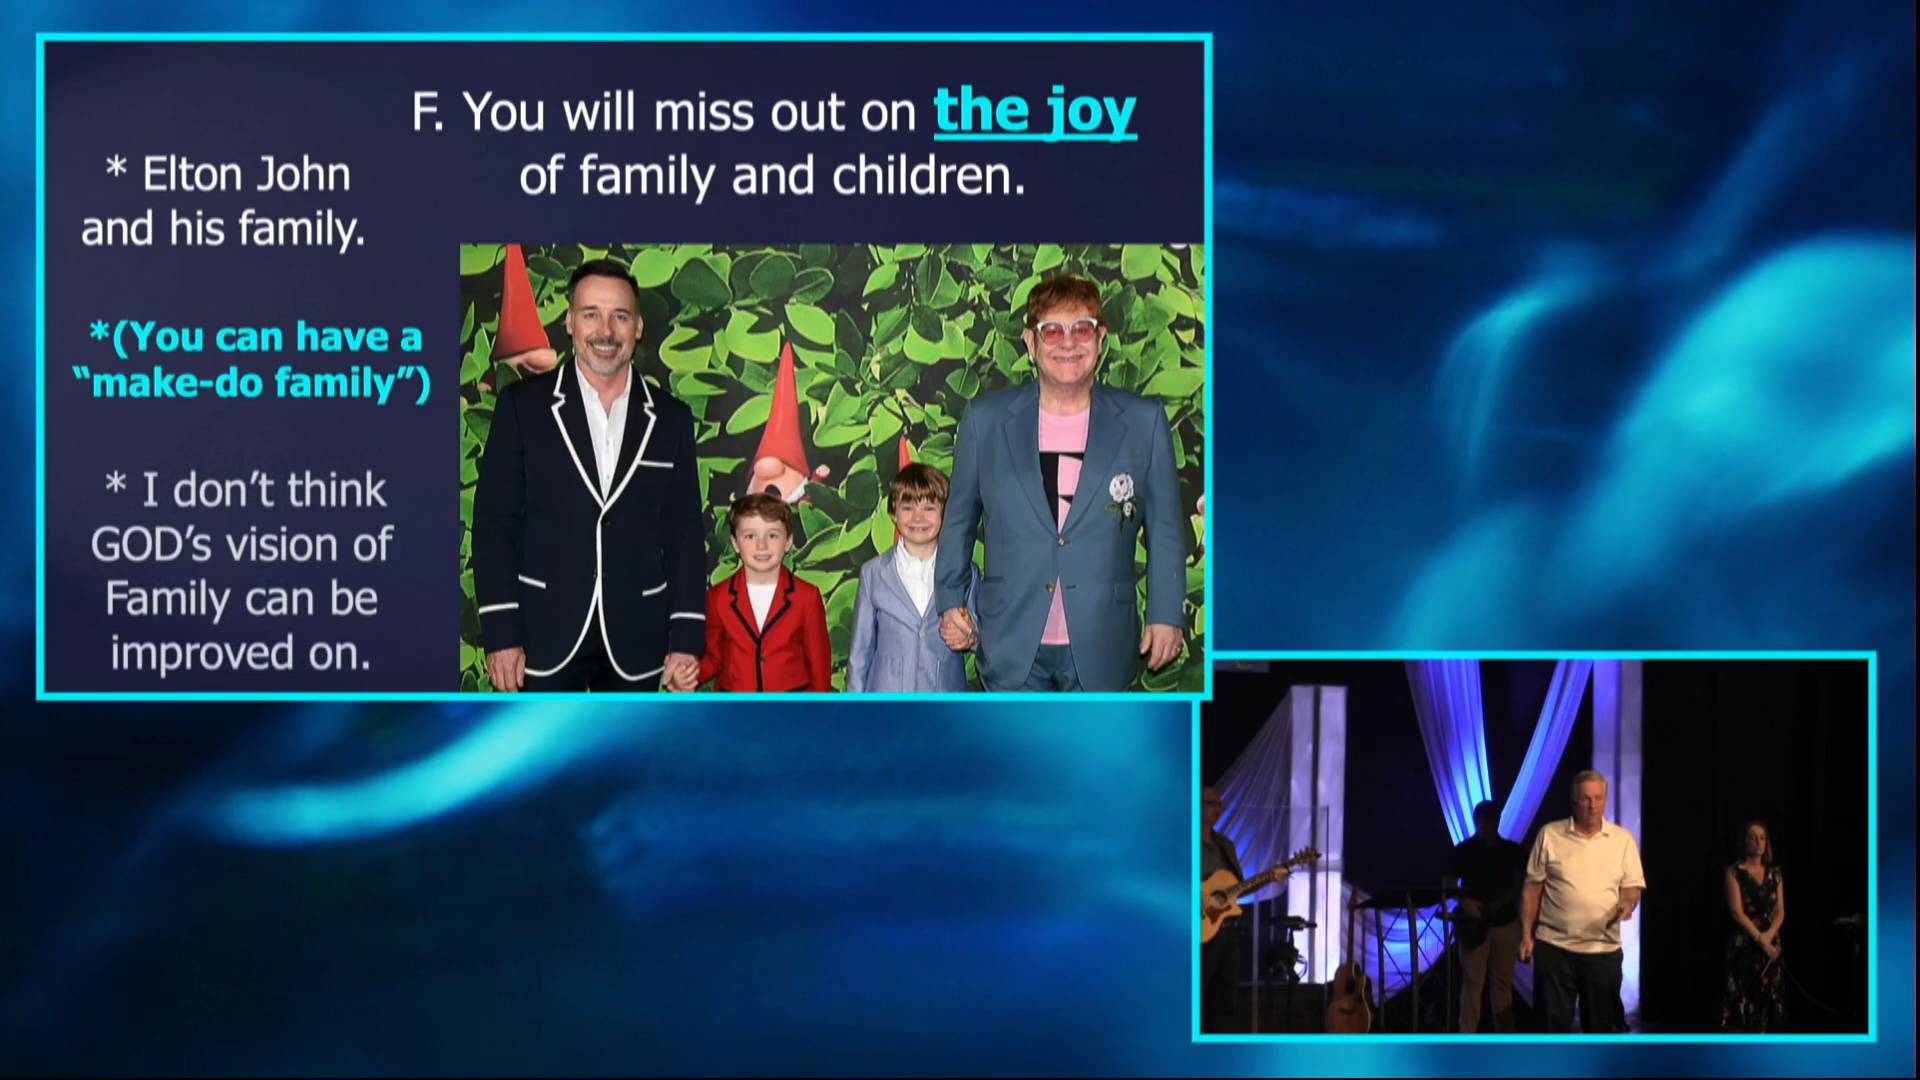 F. You will miss out on the joy
of family and children.
* Elton John
and his family.
*(You can have a
“make-do family”)
* I don’t think
GOD’s vision of
Family can be
improved on.